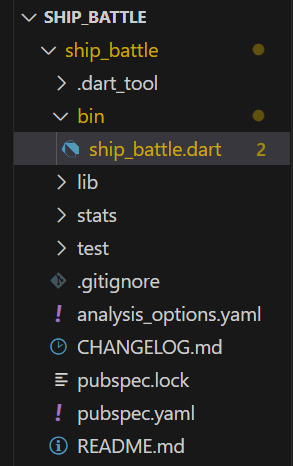 SHIP_BATTLE
ship_battle
.dart_tool
bin
ship_battle.dart 2
lib
stats
test
.gitignore
! analysis_options.yaml
CHANGELOG.md
pubspec.lock
! pubspec.yaml
README.md